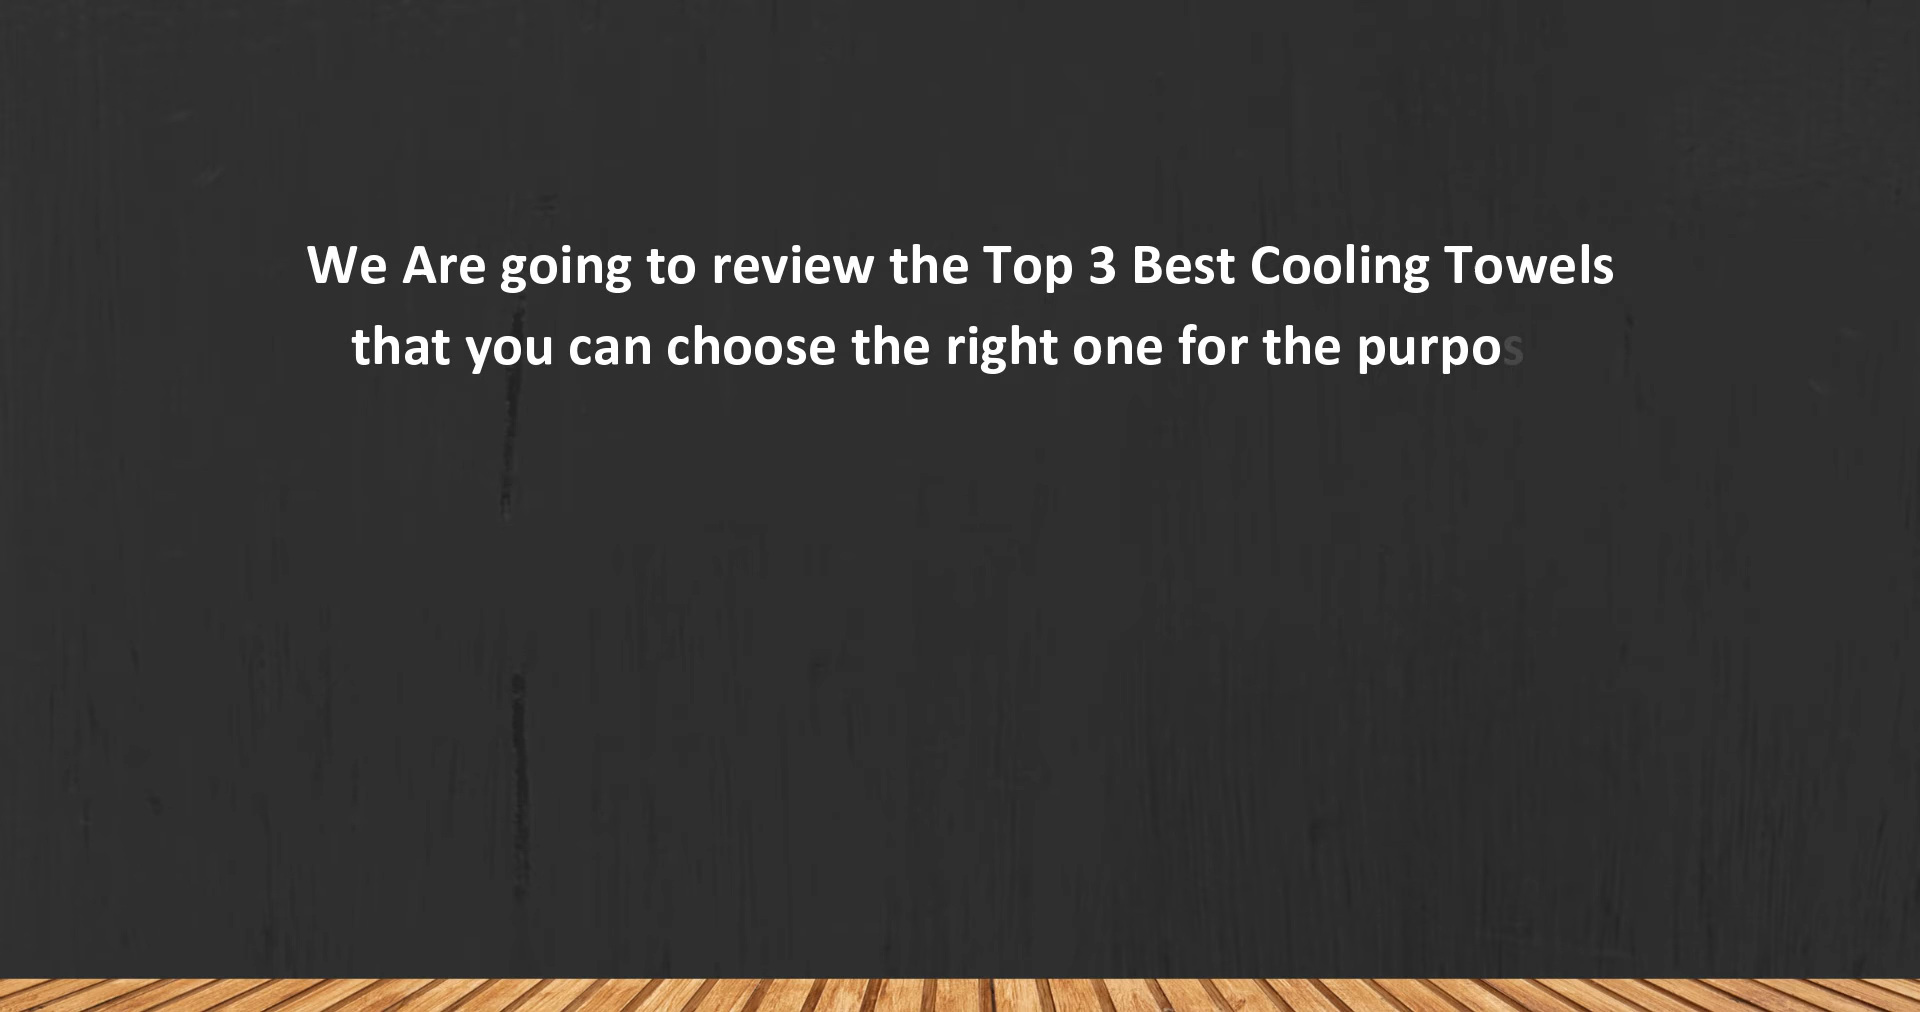 We Are going to review the Top 3 Best Cooling Towels
that you can choose the right one for the purpos